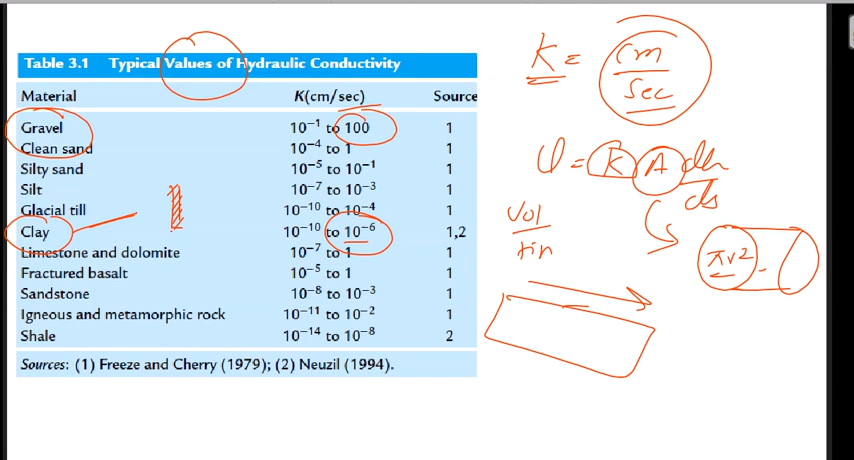 Table 3.1 Typical Values of Hydraulic Conductivity
Material K(cm/sec) Source
Gravel 10⁻¹ to 100 1
Clean sand 10⁻⁴ to 1 1
Silty sand 10⁻⁵ to 10⁻¹ 1
Silt 10⁻⁷ to 10⁻³ 1
Glacial till 10⁻¹⁰ to 10⁻⁴ 1
Clay 10⁻¹⁰ to 10⁻⁶ 1,2
Limestone and dolomite 10⁻⁷ to 1 1
Fractured basalt 10⁻⁵ to 1 1
Sandstone 10⁻⁸ to 10⁻³ 1
Igneous and metamorphic rock 10⁻¹¹ to 10⁻² 1
Shale 10⁻¹⁴ to 10⁻⁸ 2
Sources: (1) Freeze and Cherry (1979); (2) Neuzil (1994).
K = cm
sec
= K A dh
ds
Vol
πr²